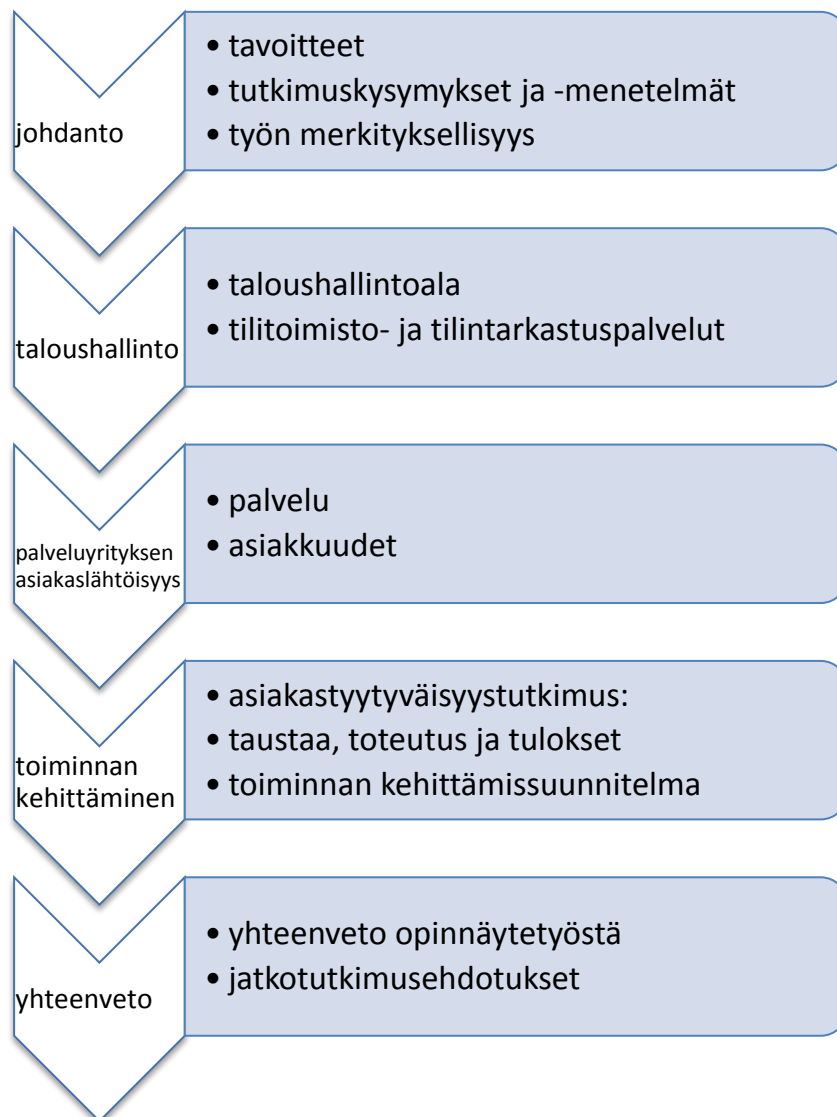 johdanto
• tavoitteet
• tutkimuskysymykset ja -menetelmät
• työn merkityksellisyys
taloushallinto
• taloushallintoala
• tilitoimisto- ja tilintarkastuspalvelut
palveluyrityksen
asiakaslähtöisyys
• palvelu
• asiakkuudet
toiminnan
kehittäminen
• asiakastyytyväisyystutkimus:
• taustaa, toteutus ja tulokset
• toiminnan kehittämissuunnitelma
yhteenveto
• yhteenveto opinnäytetyöstä
• jatkotutkimusehdotukset